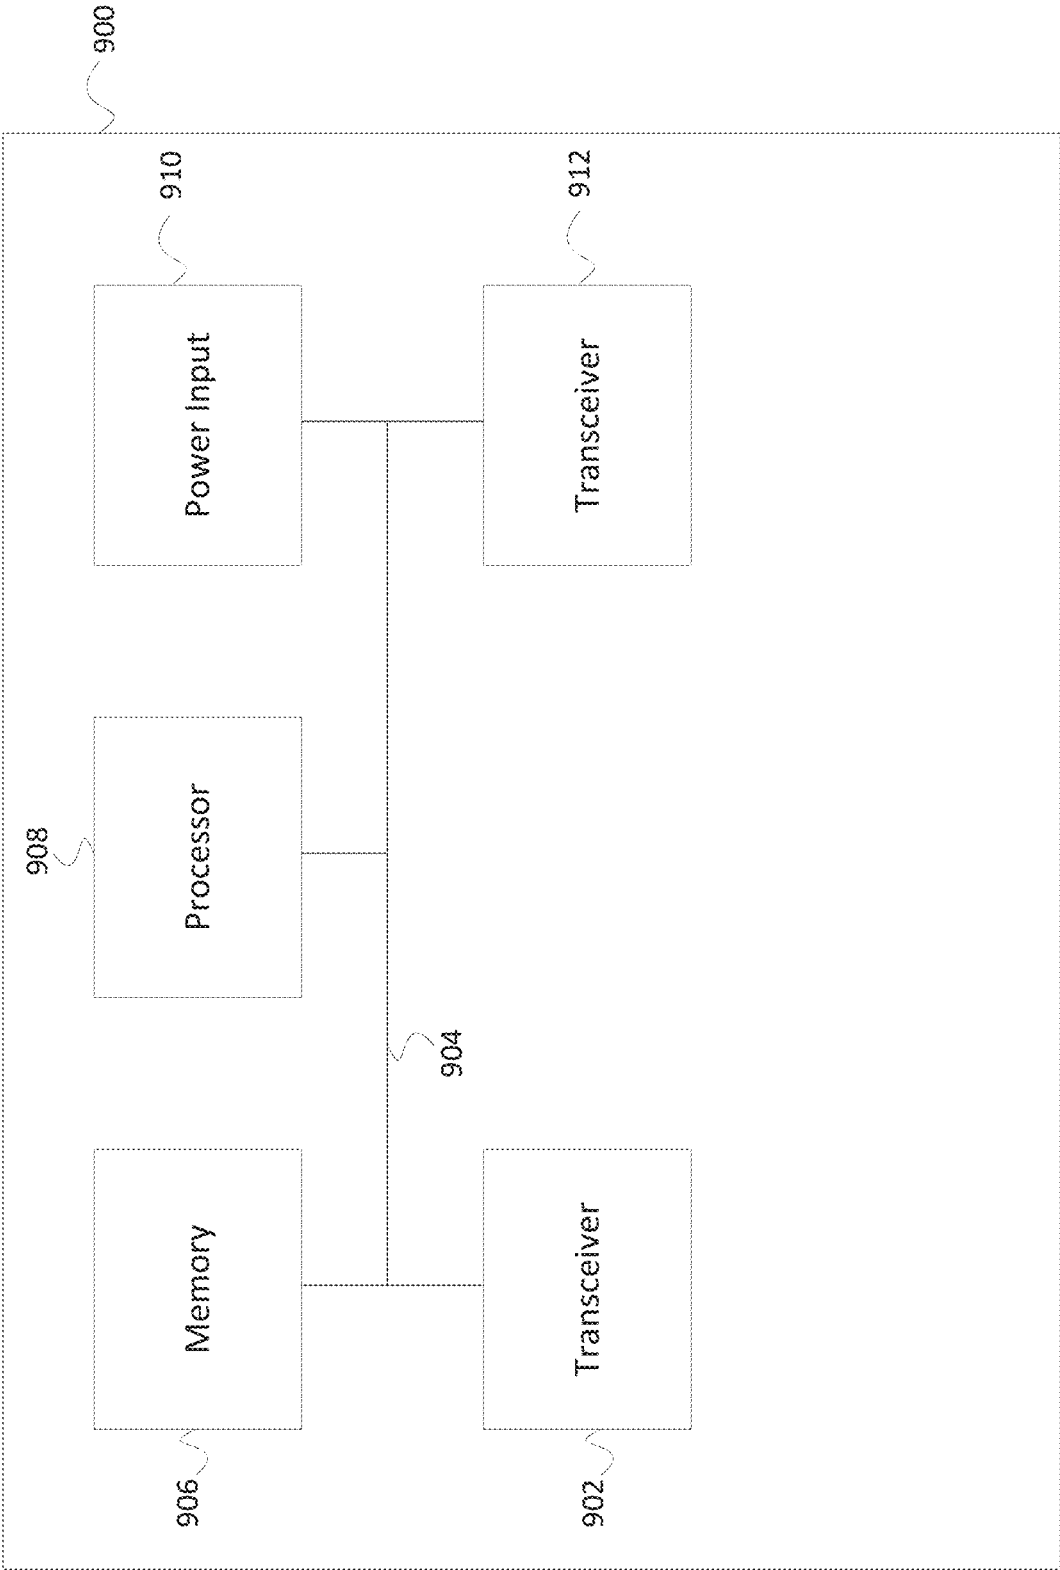 900
906
Memory
908
Processor
910
Power Input
904
902
Transceiver
912
Transceiver